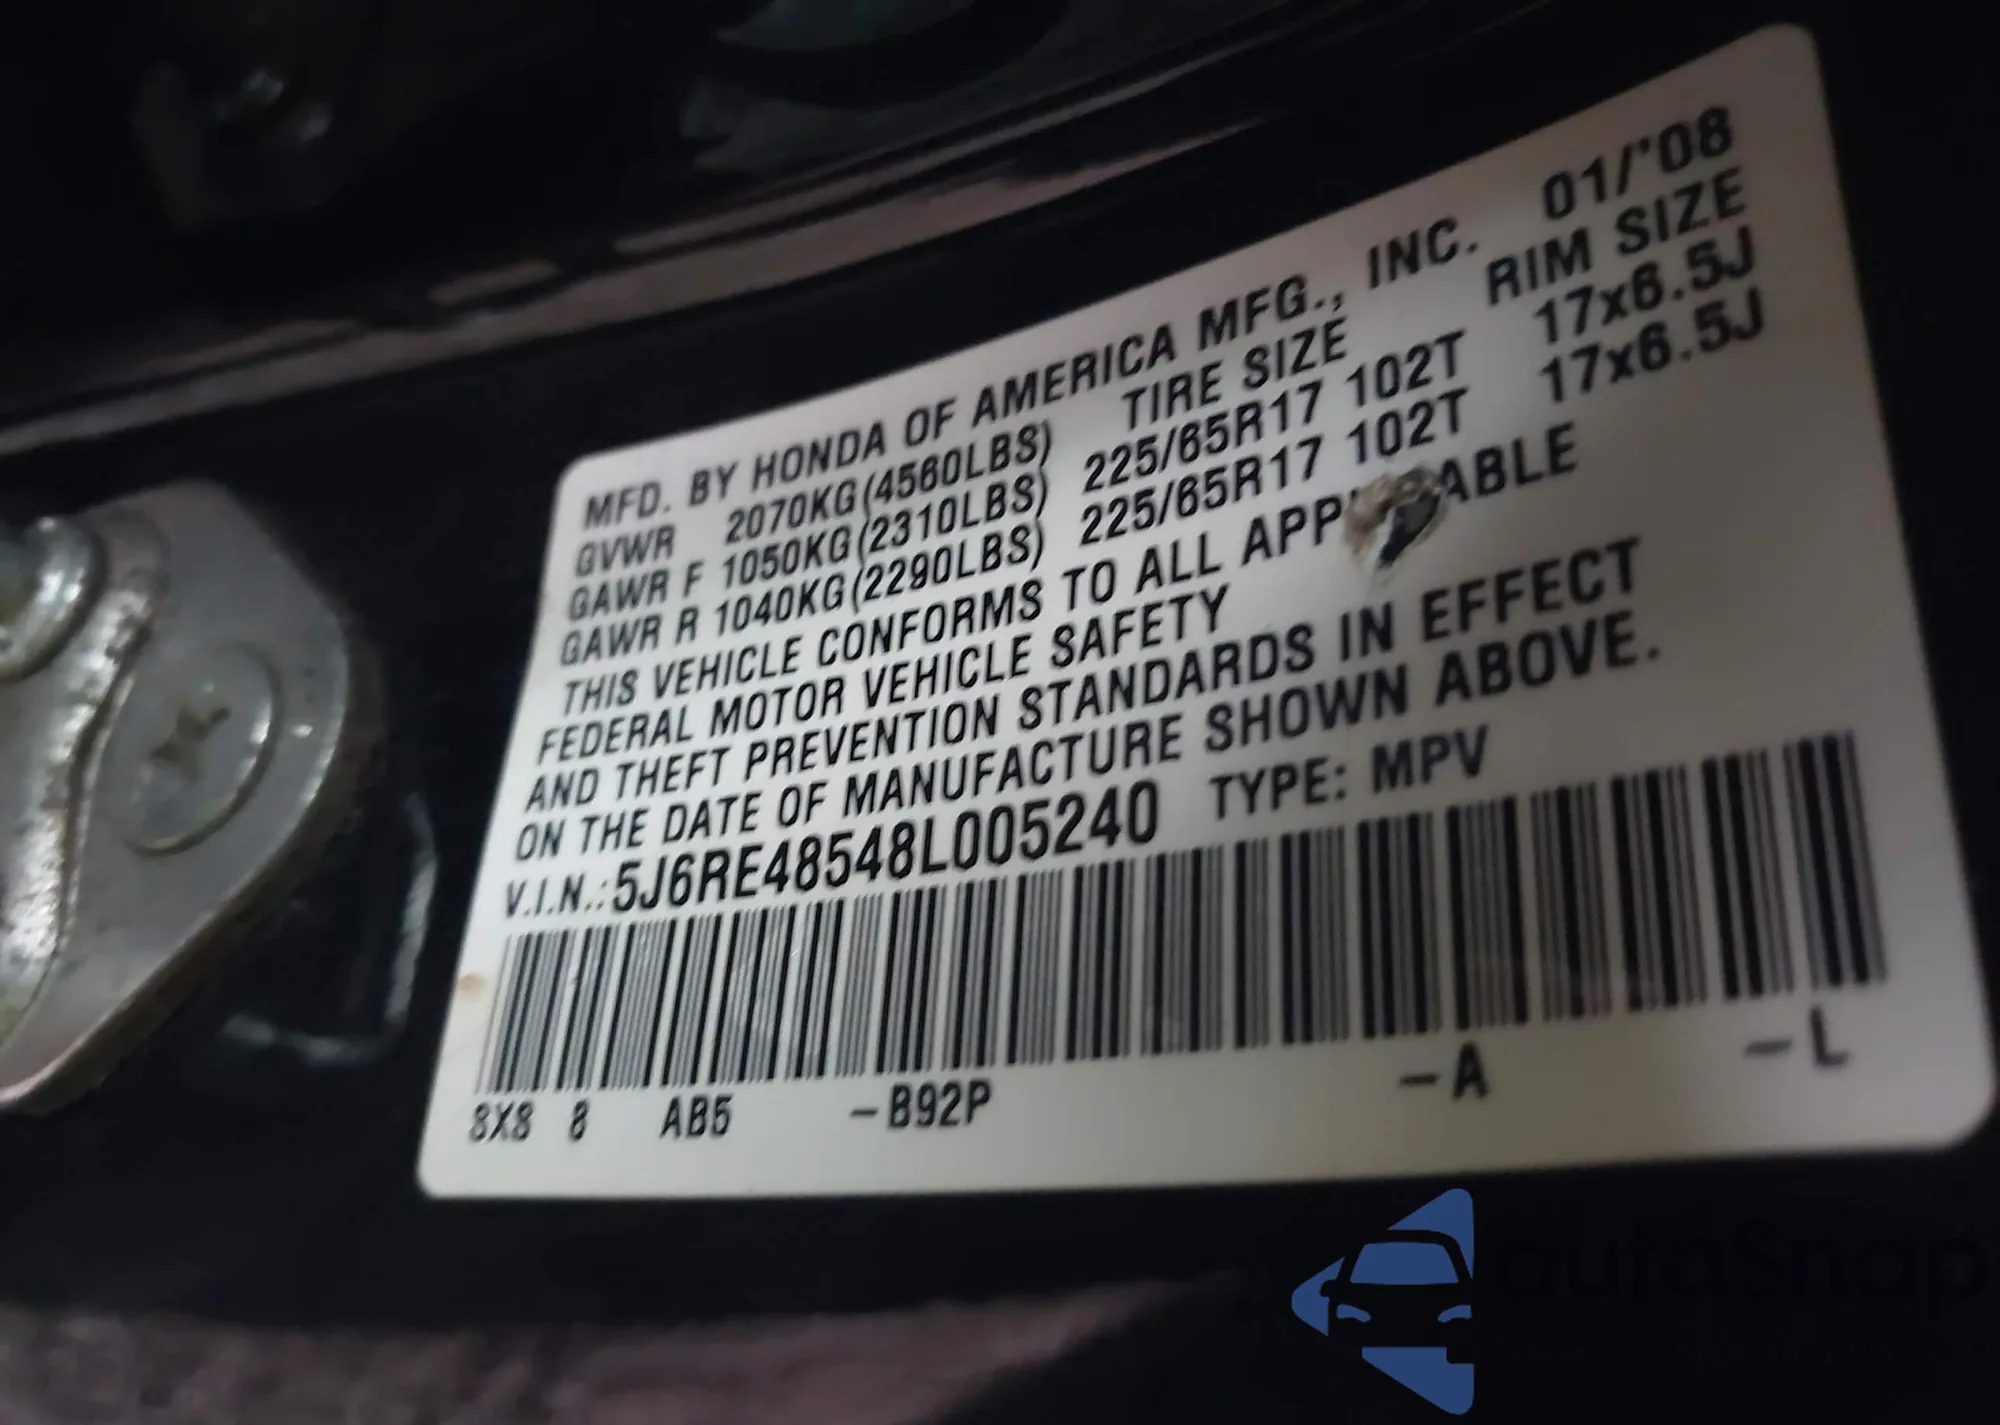 MFD. BY HONDA OF AMERICA MFG., INC. 01/'08
GVWR 2070KG(4560LBS) TIRE SIZE RIM SIZE
GAWR F 1050KG(2310LBS) 225/65R17 102T 17x6.5J
GAWR R 1040KG(2290LBS) 225/65R17 102T 17x6.5J
THIS VEHICLE CONFORMS TO ALL
FEDERAL MOTOR VEHICLE SAFETY
AND THEFT PREVENTION STANDARDS IN EFFECT
ON THE DATE OF MANUFACTURE SHOWN ABOVE.
V.I.N.: 5J6RE48548L005240 TYPE: MPV
8X8 8 AB5 -B92P -A -L
autoSnap